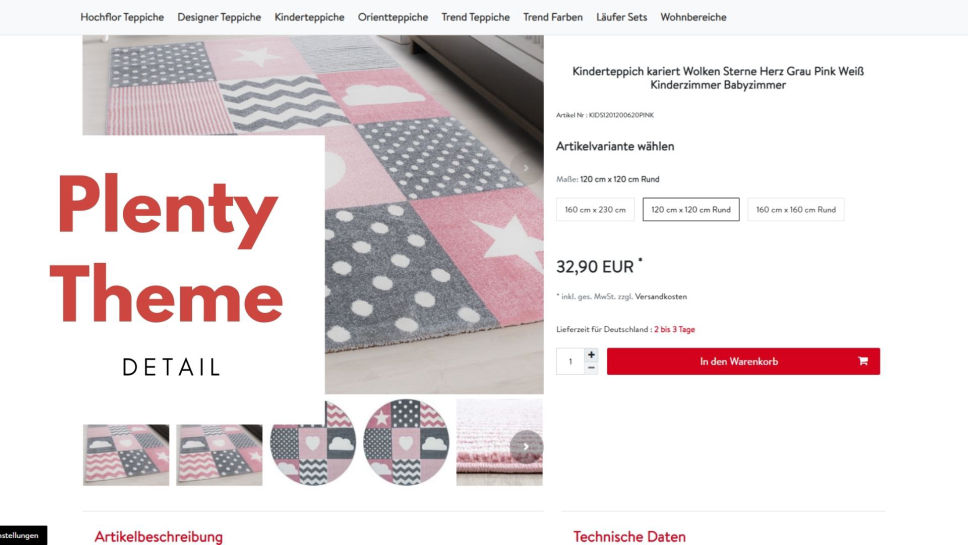 Hochflor Teppiche Designer Teppiche Kinderteppiche Orientteppiche Trend Teppiche Trend Farben Läufer Sets Wohnbereiche
Kinderteppich kariert Wolken Sterne Herz Grau Pink Weiß
Kinderzimmer Babyzimmer
Artikel Nr : KIDS1201200620PINK
Artikelvariante wählen
Maße: 120 cm x 120 cm Rund
160 cm x 230 cm 120 cm x 120 cm Rund 160 cm x 160 cm Rund
32,90 EUR *
* inkl. ges. MwSt. zzgl. Versandkosten
Lieferzeit für Deutschland : 2 bis 3 Tage
1 + −
In den Warenkorb
Plenty
Theme
DETAIL
Artikelbeschreibung
Technische Daten